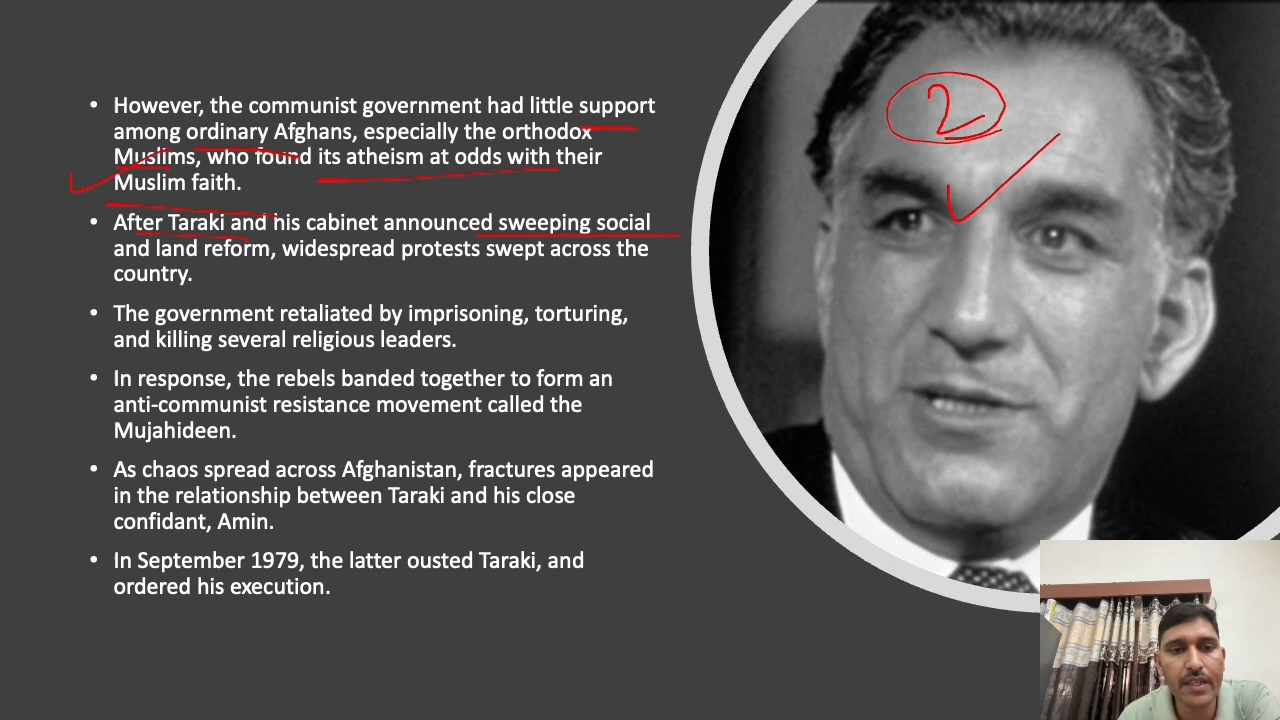 • However, the communist government had little support
among ordinary Afghans, especially the orthodox
Muslims, who found its atheism at odds with their
Muslim faith.
• After Taraki and his cabinet announced sweeping social
and land reform, widespread protests swept across the
country.
• The government retaliated by imprisoning, torturing,
and killing several religious leaders.
• In response, the rebels banded together to form an
anti-communist resistance movement called the
Mujahideen.
• As chaos spread across Afghanistan, fractures appeared
in the relationship between Taraki and his close
confidant, Amin.
• In September 1979, the latter ousted Taraki, and
ordered his execution.
2